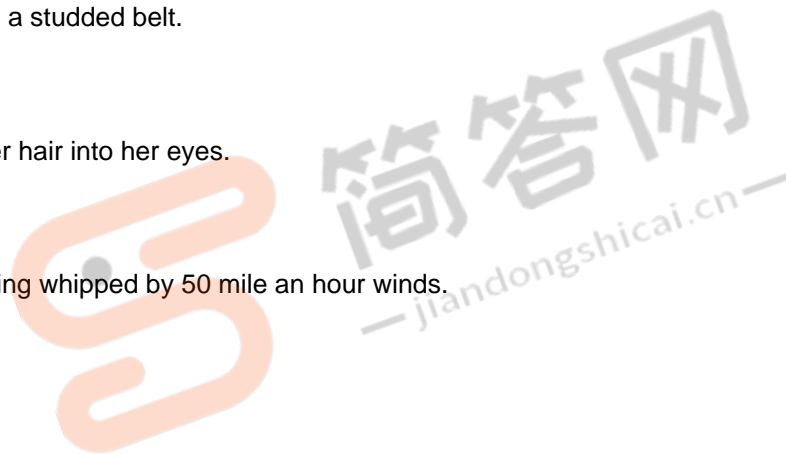 a studded belt.
er hair into her eyes.
ing whipped by 50 mile an hour winds.
简答网
—jiandongshicai.cn—